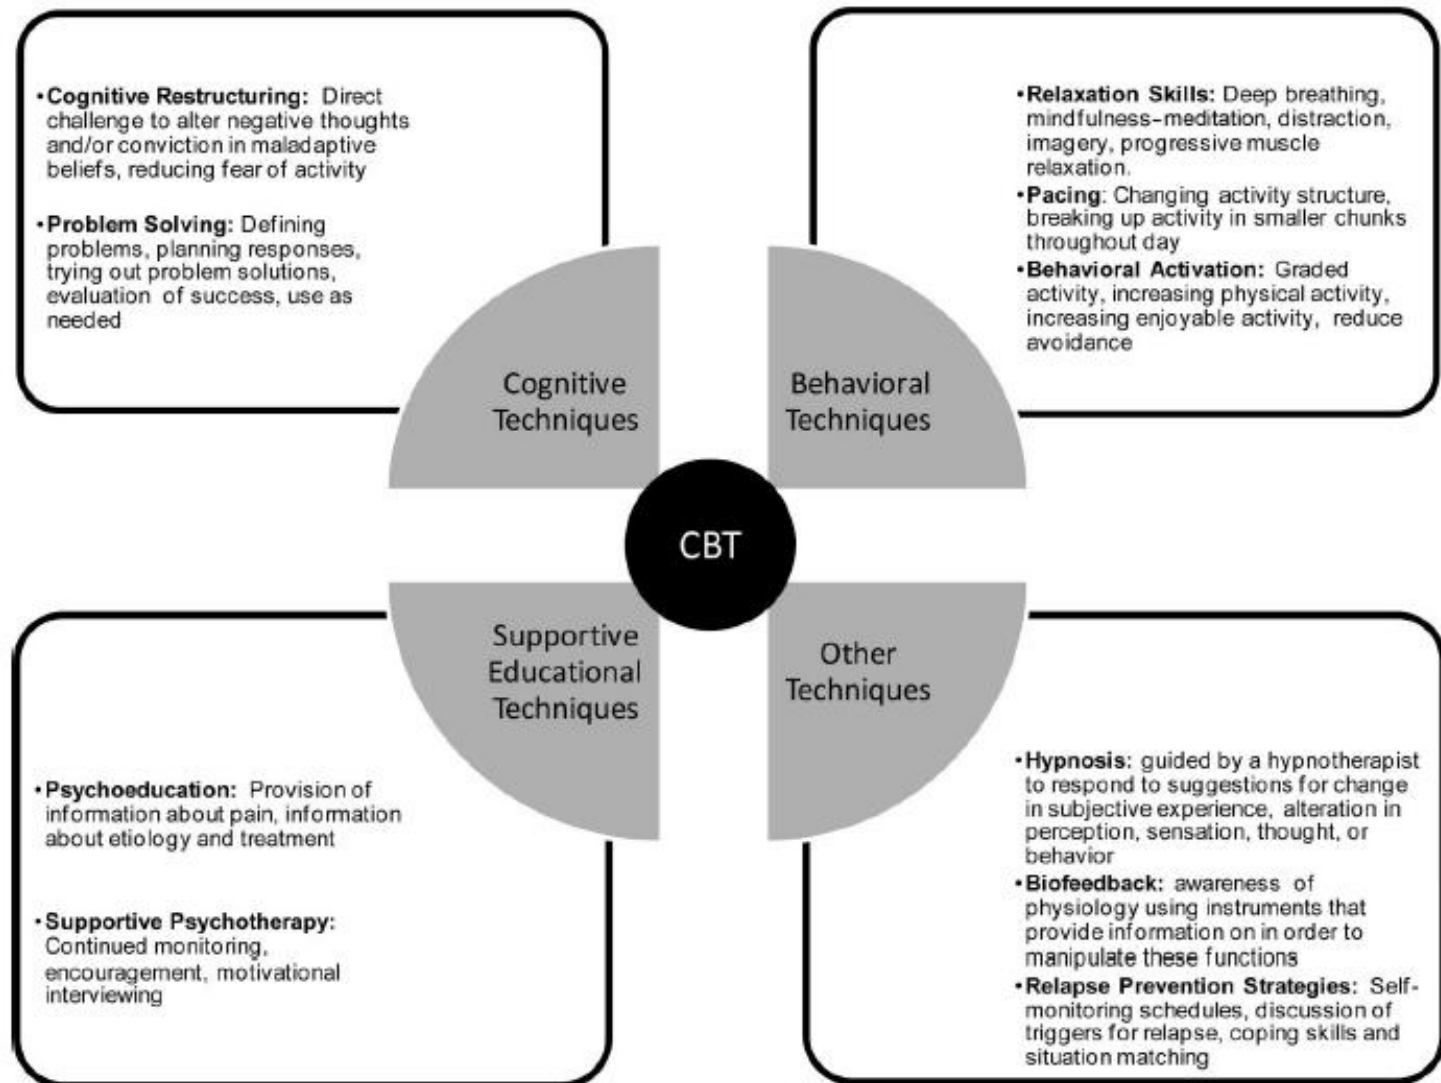 •Cognitive Restructuring: Direct
challenge to alter negative thoughts
and/or conviction in maladaptive
beliefs, reducing fear of activity
•Problem Solving: Defining
problems, planning responses,
trying out problem solutions,
evaluation of success, use as
needed
•Relaxation Skills: Deep breathing,
mindfulness–meditation, distraction,
imagery, progressive muscle
relaxation.
•Pacing: Changing activity structure,
breaking up activity in smaller chunks
throughout day
•Behavioral Activation: Graded
activity, increasing physical activity,
increasing enjoyable activity, reduce
avoidance
Cognitive
Techniques
Behavioral
Techniques
CBT
Supportive
Educational
Techniques
Other
Techniques
•Psychoeducation: Provision of
information about pain, information
about etiology and treatment
•Supportive Psychotherapy:
Continued monitoring,
encouragement, motivational
interviewing
•Hypnosis: guided by a hypnotherapist
to respond to suggestions for change
in subjective experience, alteration in
perception, sensation, thought, or
behavior
•Biofeedback: awareness of
physiology using instruments that
provide information on in order to
manipulate these functions
•Relapse Prevention Strategies: Self-
monitoring schedules, discussion of
triggers for relapse, coping skills and
situation matching